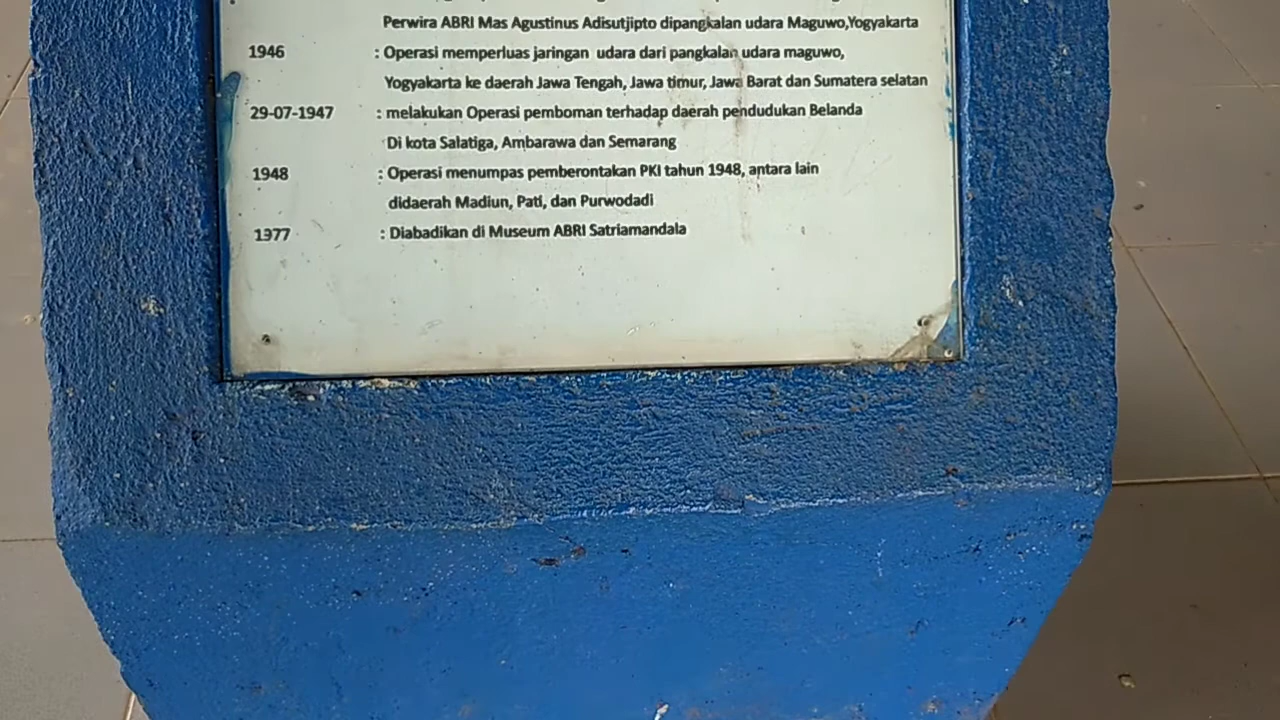 Perwira ABRI Mas Agustinus Adisutjipto dipangkalan udara Maguwo,Yogyakarta
1946 : Operasi memperluas jaringan udara dari pangkalan udara maguwo,
Yogyakarta ke daerah Jawa Tengah, Jawa timur, Jawa Barat dan Sumatera selatan
29-07-1947 : melakukan Operasi pemboman terhadap daerah pendudukan Belanda
Di kota Salatiga, Ambarawa dan Semarang
1948 : Operasi menumpas pemberontakan PKI tahun 1948, antara lain
didaerah Madiun, Pati, dan Purwodadi
1977 : Diabadikan di Museum ABRI Satriamandala